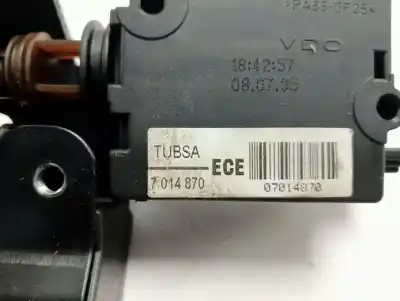 >PA66-GF25<
VDO
18:42:57
08.07.05
TUBSA
ECE
7 014 870
07014870